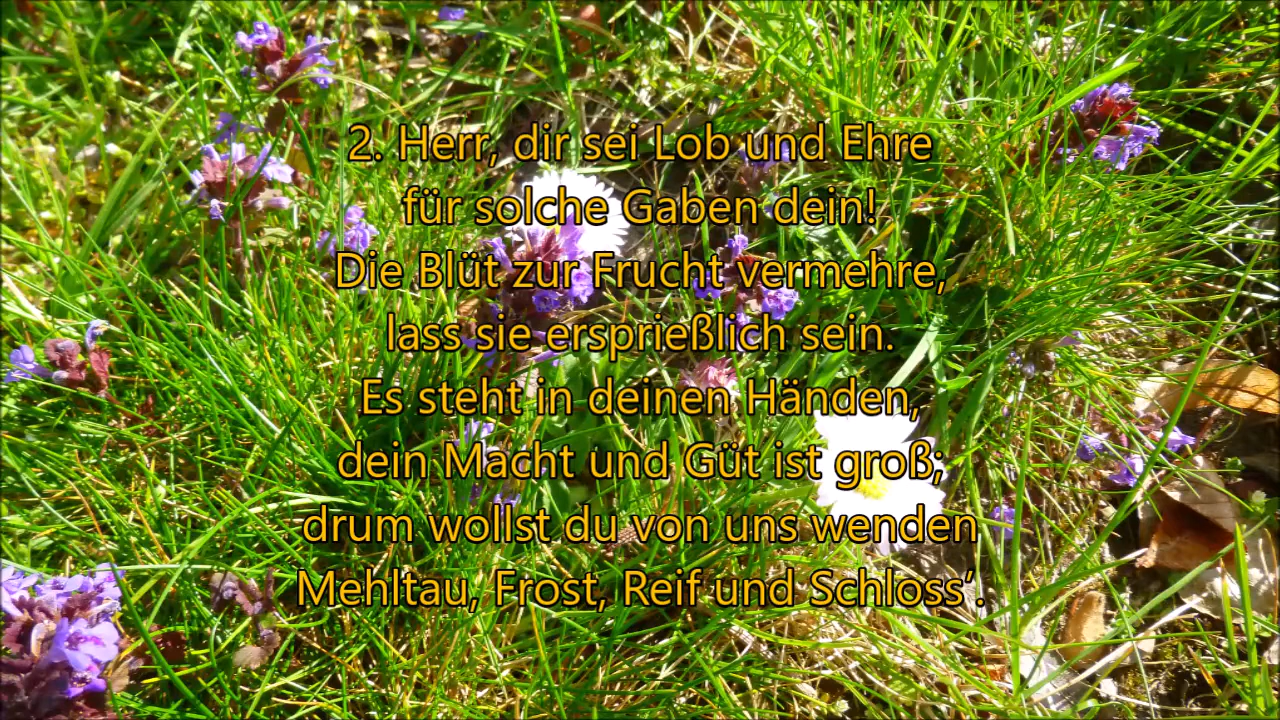 2. Herr, dir sei Lob und Ehre
für solche Gaben dein!
Die Blüt zur Frucht vermehre,
lass sie ersprießlich sein.
Es steht in deinen Händen,
dein Macht und Güt ist groß;
drum wollst du von uns wenden
Mehltau, Frost, Reif und Schloss’.